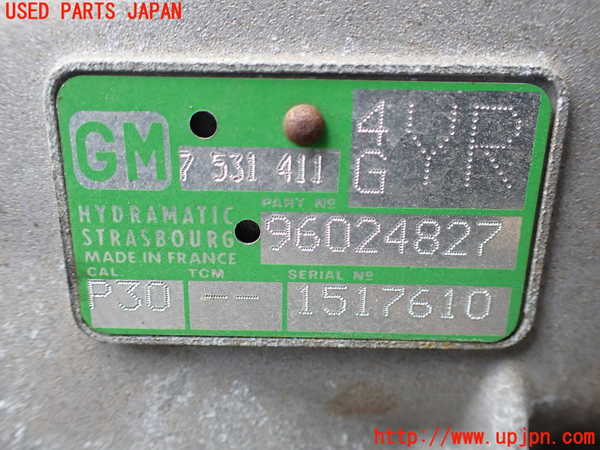 USED PARTS JAPAN
GM
7 531 411
4G YR
PART Nº
HYDRAMATIC
STRASBOURG
MADE IN FRANCE
96024827
CAL. TCM SERIAL Nº
P30 -- 1517610
http://www.upjpn.com/